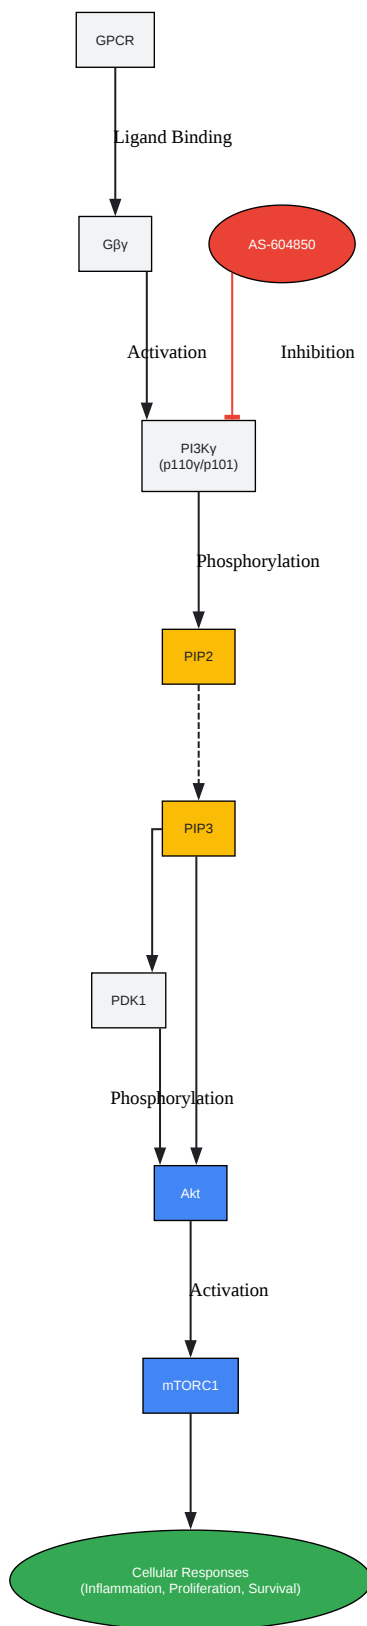 GPCR
Ligand Binding
Gβγ
AS-604850
Activation
Inhibition
PI3Kγ
(p110γ/p101)
Phosphorylation
PIP2
PIP3
PDK1
Phosphorylation
Akt
Activation
mTORC1
Cellular Responses
(Inflammation, Proliferation, Survival)